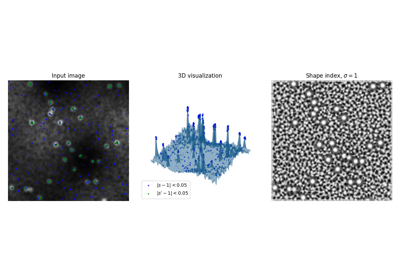 Input image
3D visualization
Shape index, σ = 1
|s − 1| < 0.05
|s' − 1| < 0.05